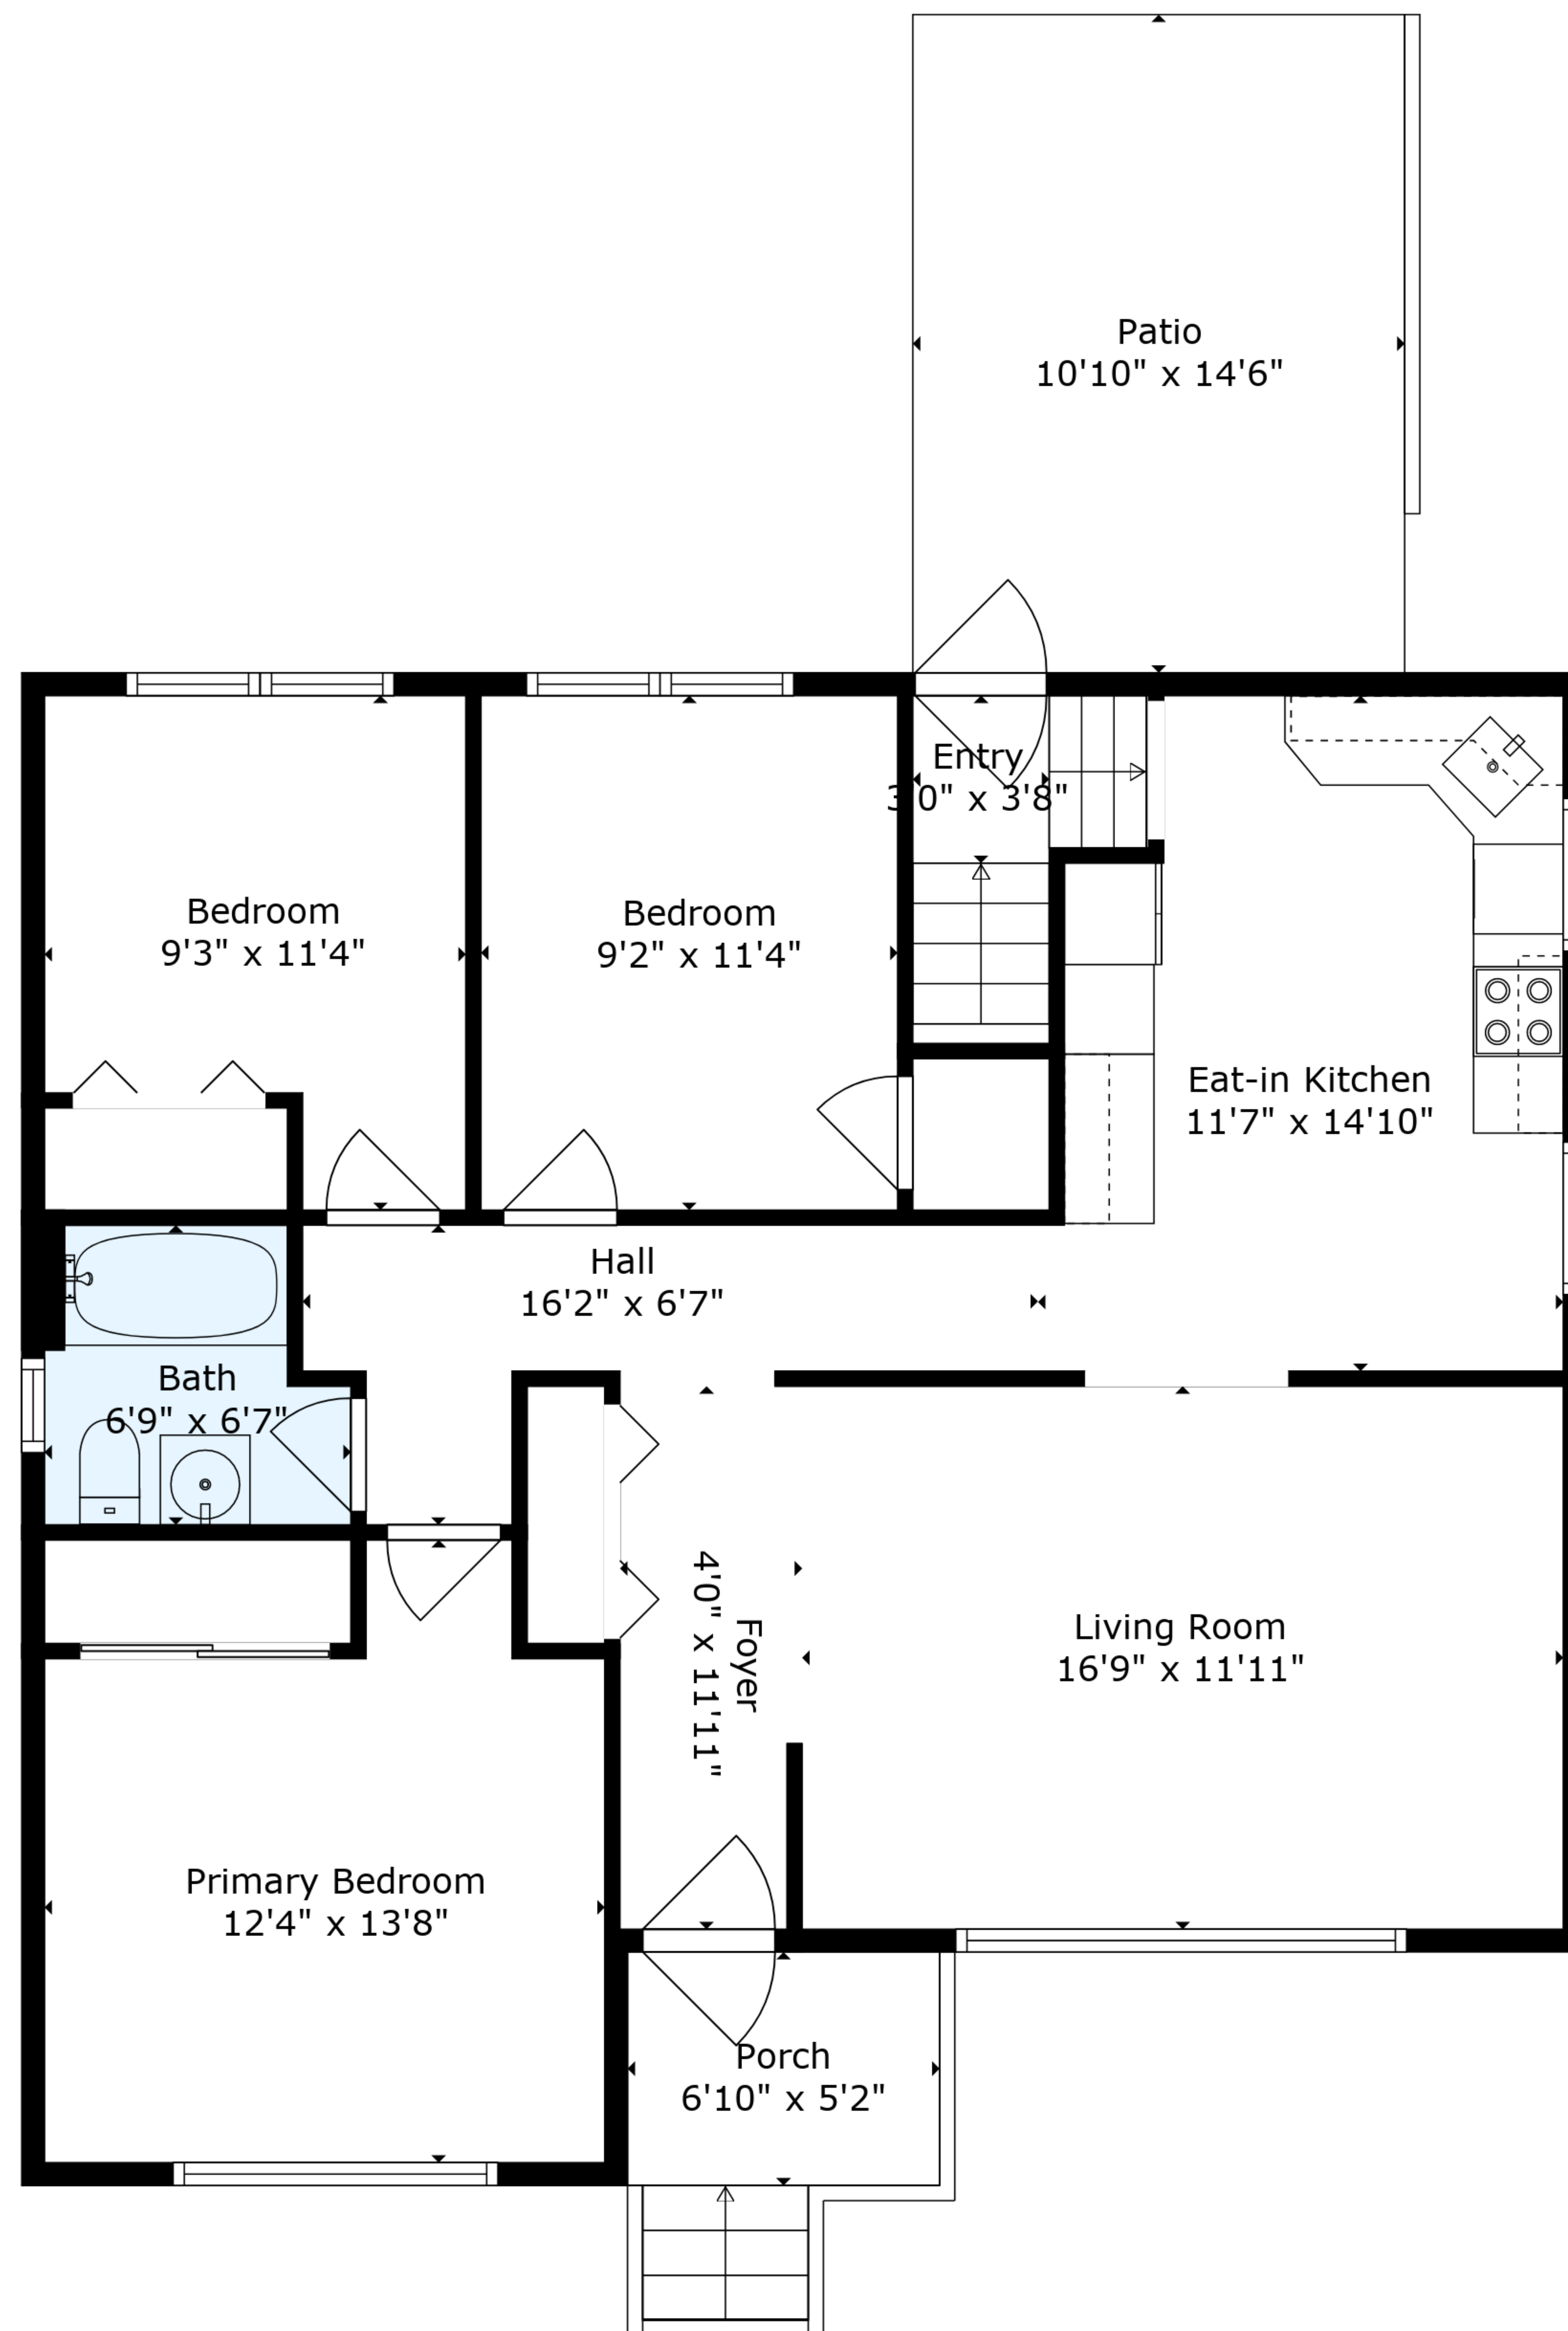 Patio
10'10" x 14'6"
Entry
3'0" x 3'8"
Bedroom
9'3" x 11'4"
Bedroom
9'2" x 11'4"
Eat-in Kitchen
11'7" x 14'10"
Hall
16'2" x 6'7"
Bath
6'9" x 6'7"
Foyer
4'0" x 11'11"
Living Room
16'9" x 11'11"
Primary Bedroom
12'4" x 13'8"
Porch
6'10" x 5'2"